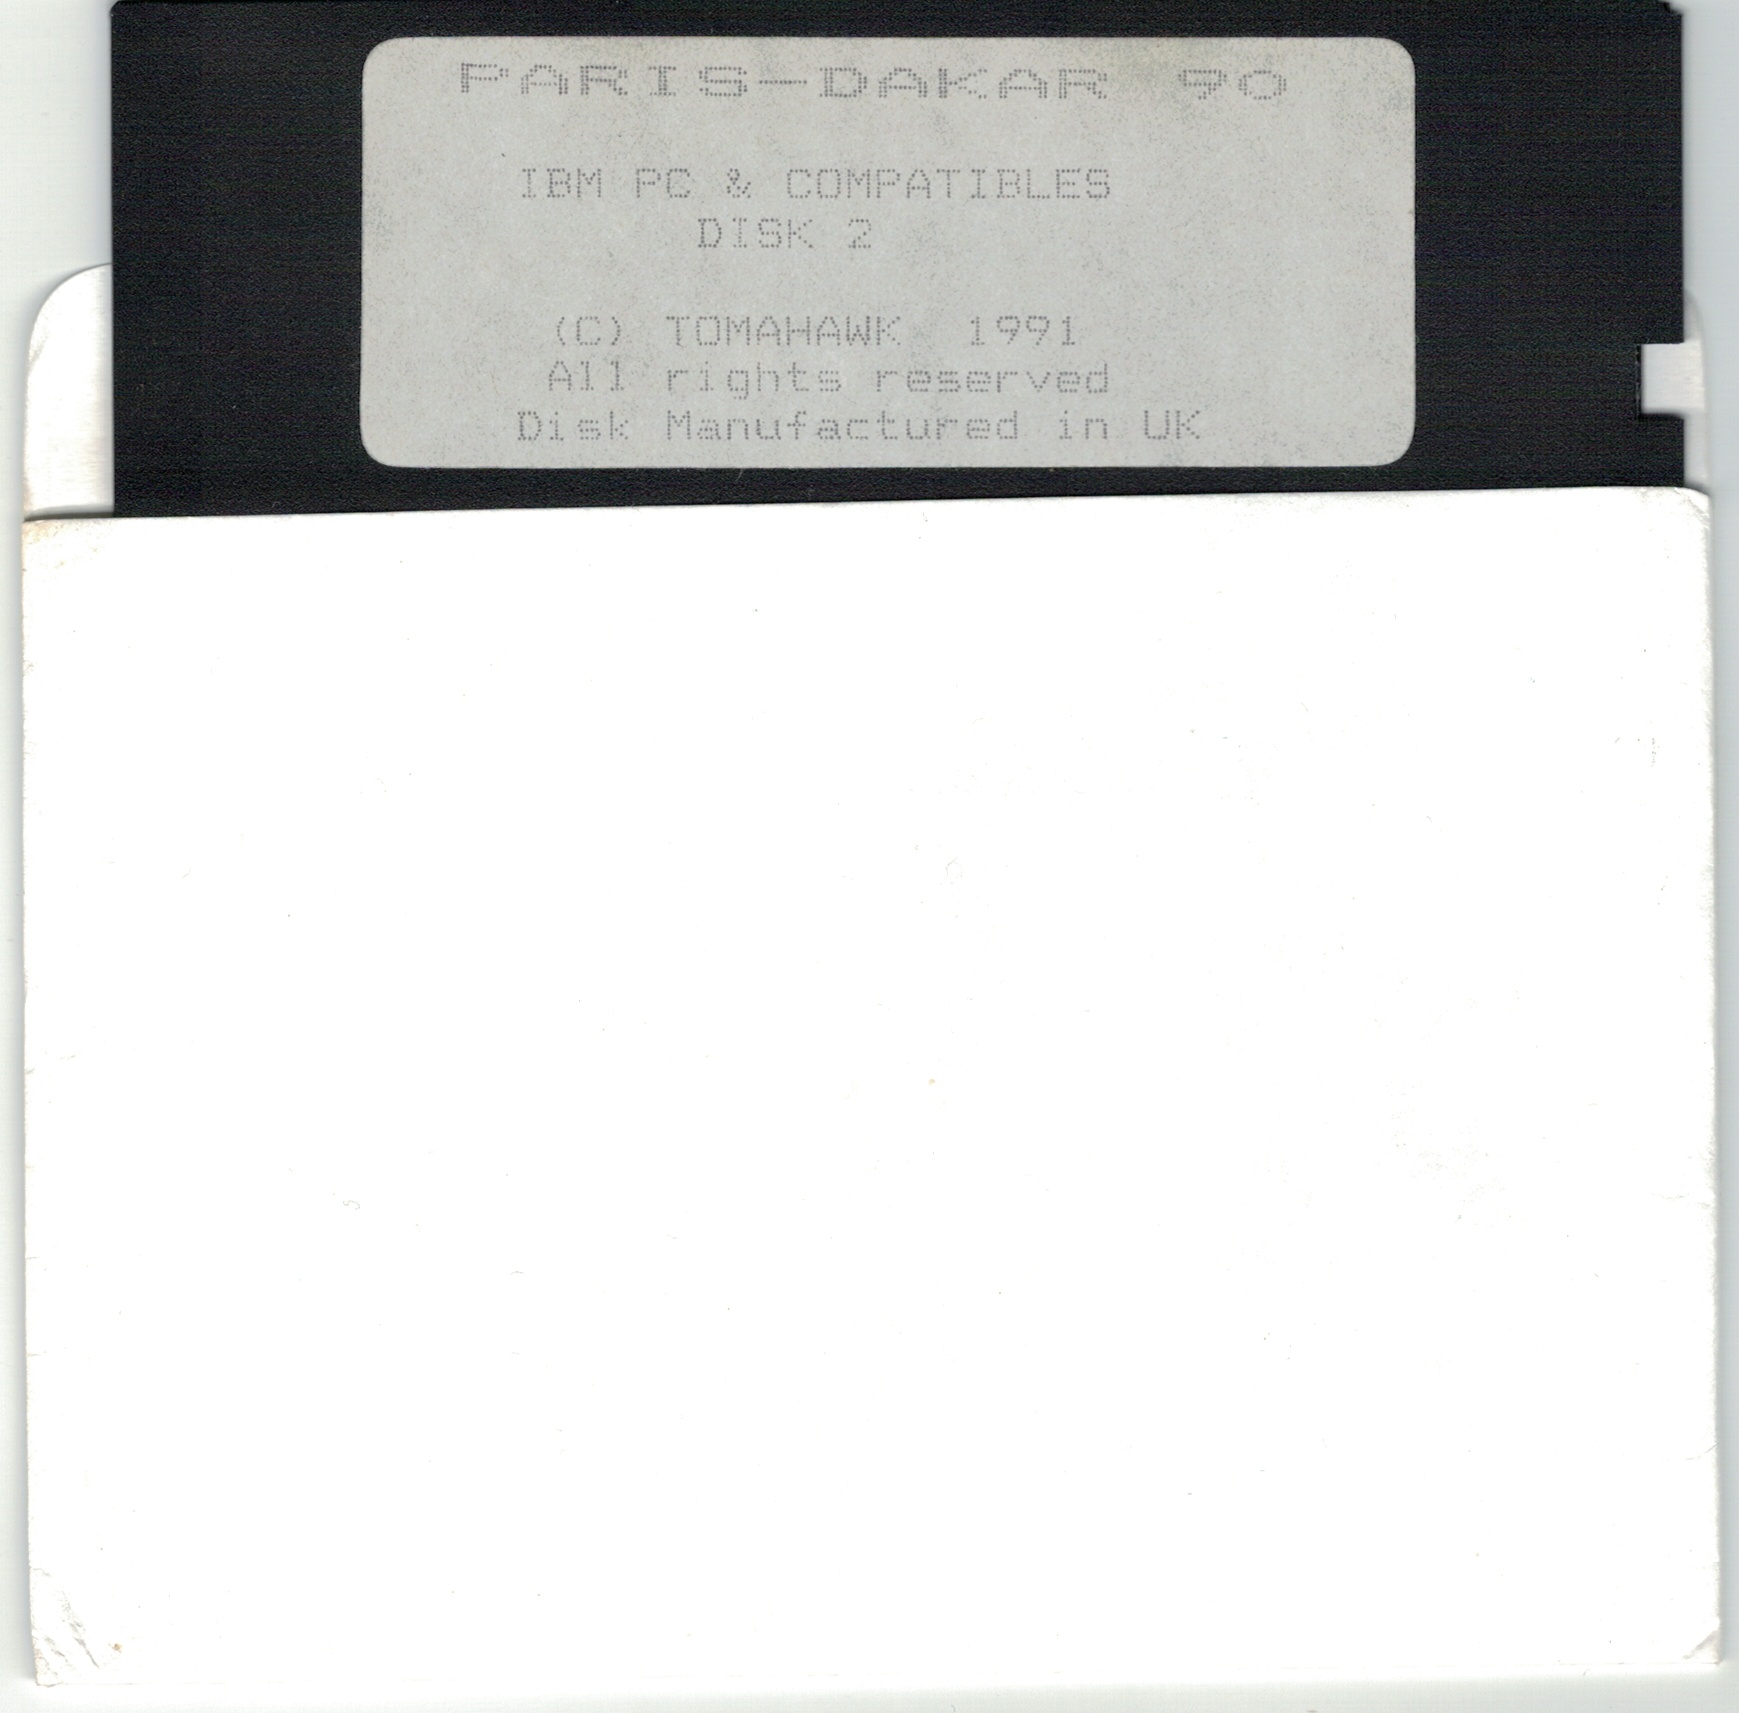 PARIS-DAKAR 90
IBM PC & COMPATIBLES
DISK 2
(C) TOMAHAWK 1991
All rights reserved
Disk Manufactured in UK